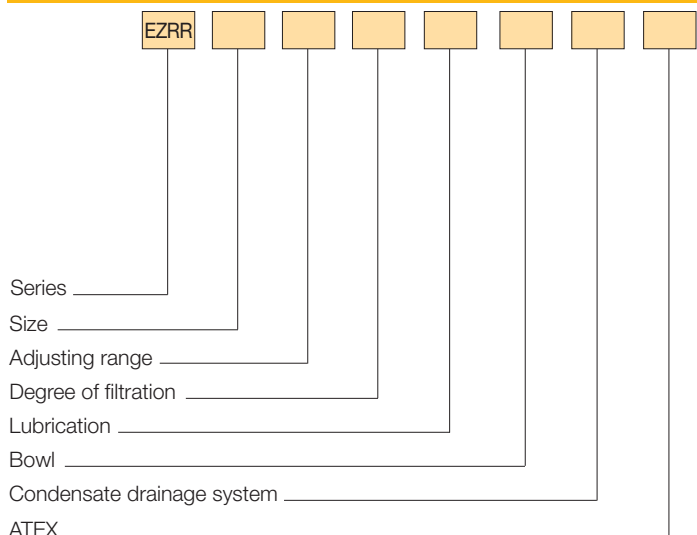 EZRR
Series
Size
Adjusting range
Degree of filtration
Lubrication
Bowl
Condensate drainage system
ATEX